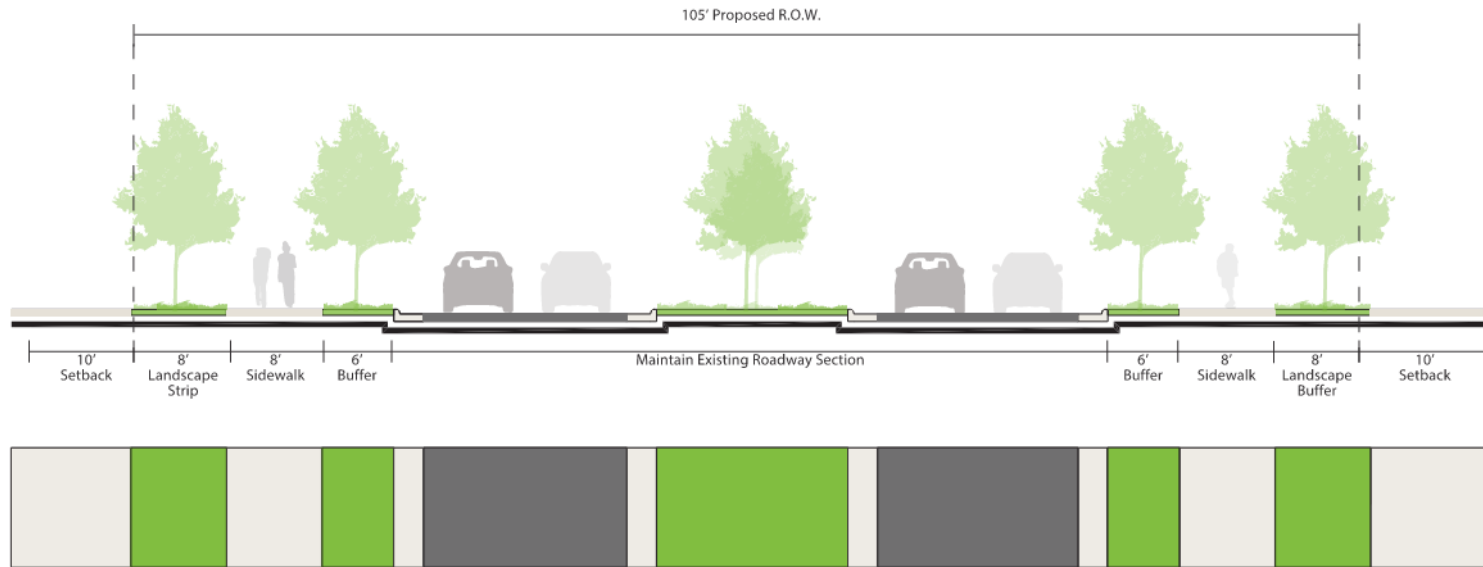 105’ Proposed R.O.W.
10’
Setback
8’
Landscape
Strip
8’
Sidewalk
6’
Buffer
Maintain Existing Roadway Section
6’
Buffer
8’
Sidewalk
8’
Landscape
Buffer
10’
Setback